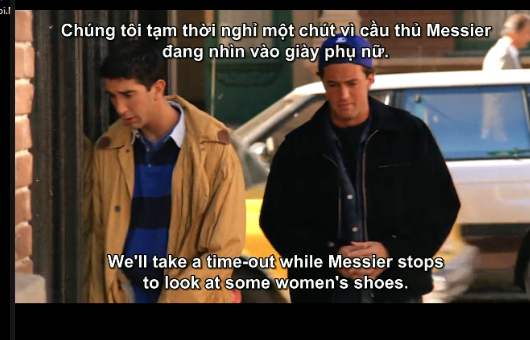 Chúng tôi tạm thời nghỉ một chút vì cầu thủ Messier
đang nhìn vào giày phụ nữ.
We'll take a time-out while Messier stops
to look at some women's shoes.